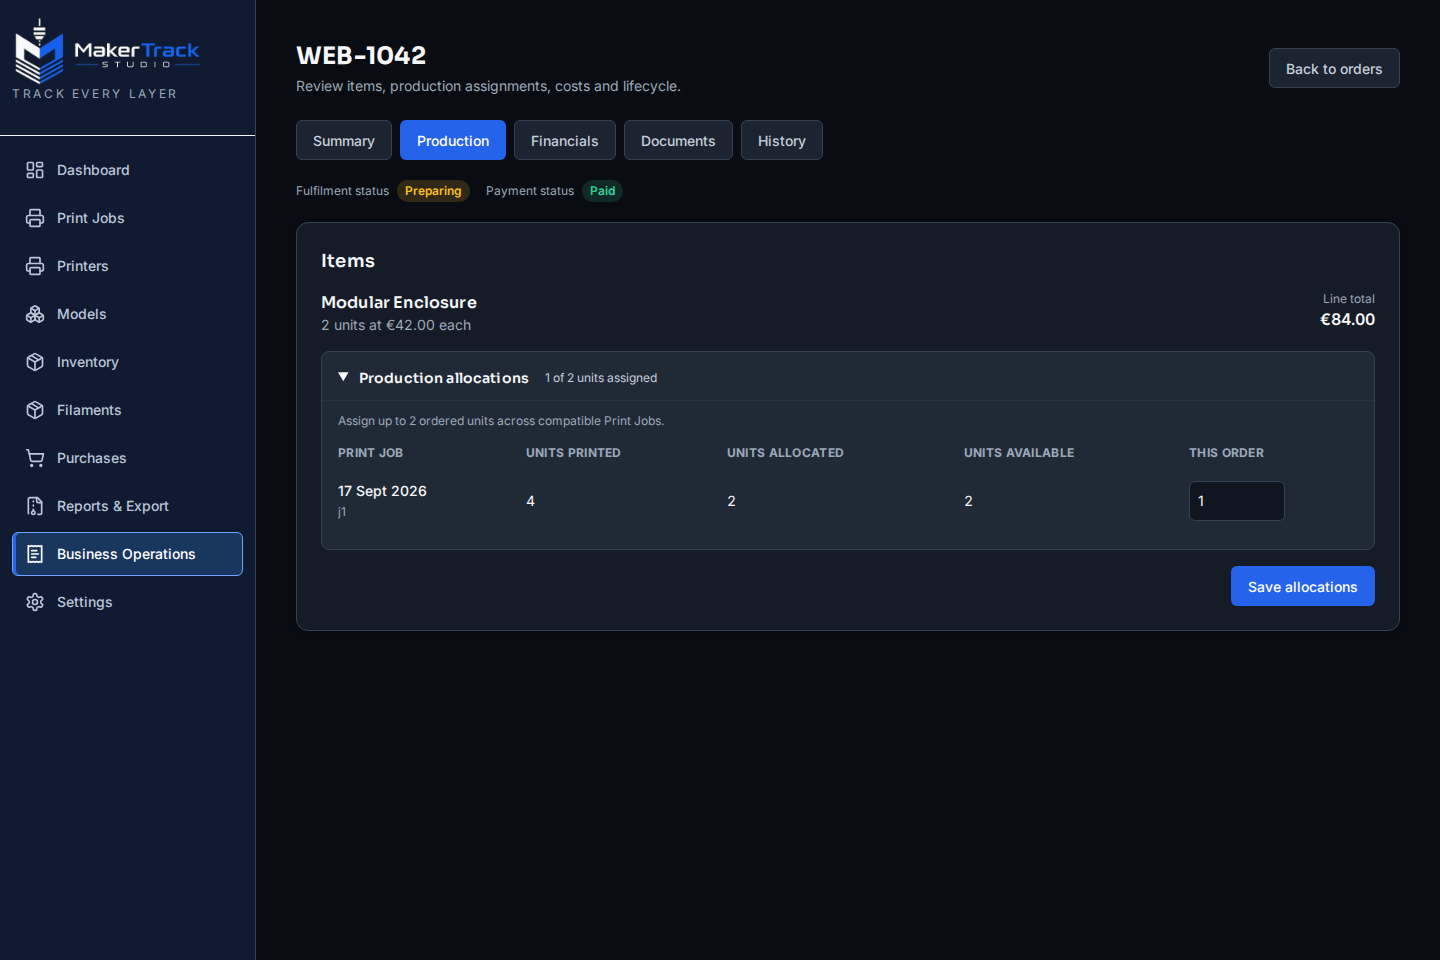 MakerTrack
STUDIO
TRACK EVERY LAYER
Dashboard
Print Jobs
Printers
Models
Inventory
Filaments
Purchases
Reports & Export
Business Operations
Settings
WEB-1042
Review items, production assignments, costs and lifecycle.
Back to orders
Summary Production Financials Documents History
Fulfilment status Preparing Payment status Paid
Items
Modular Enclosure
2 units at €42.00 each
Line total
€84.00
Production allocations 1 of 2 units assigned
Assign up to 2 ordered units across compatible Print Jobs.
PRINT JOB UNITS PRINTED UNITS ALLOCATED UNITS AVAILABLE THIS ORDER
17 Sept 2026
j1
4 2 2 1
Save allocations